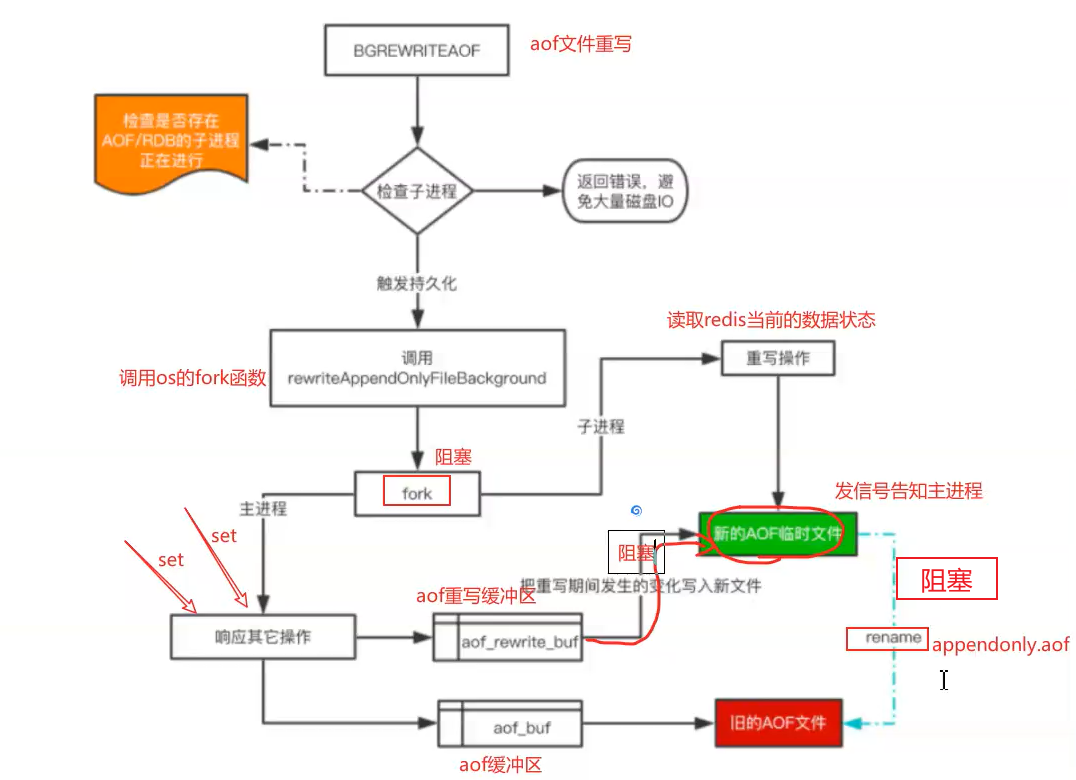 BGREWRITEAOF
aof文件重写
检查是否存在
AOF/RDB的子进程
正在进行
检查子进程
返回错误，避
免大量磁盘IO
触发持久化
读取redis当前的数据状态
调用
rewriteAppendOnlyFileBackground
调用os的fork函数
重写操作
子进程
阻塞
fork
主进程
发信号告知主进程
set
set
新的AOF临时文件
阻塞
阻塞
把重写期间发生的变化写入新文件
aof重写缓冲区
响应其它操作
aof_rewrite_buf
rename
appendonly.aof
aof_buf
旧的AOF文件
aof缓冲区